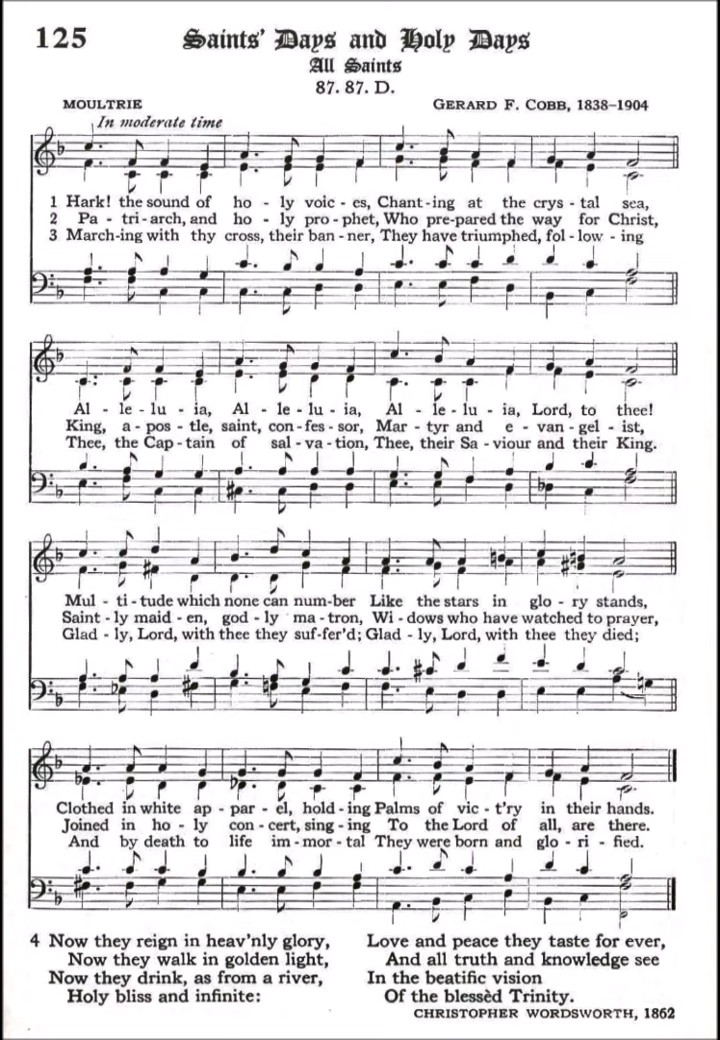 125 Saints' Days and Holy Days
All Saints
87. 87. D.
MOULTRIE GERARD F. COBB, 1838–1904
In moderate time
1 Hark! the sound of ho - ly voic - es, Chant - ing at the crys - tal sea,
2 Pa - tri - arch, and ho - ly pro - phet, Who pre - pared the way for Christ,
3 March - ing with thy cross, their ban - ner, They have triumphed, fol - low - ing
Al - le - lu - ia, Al - le - lu - ia, Al - le - lu - ia, Lord, to thee!
King, a - pos - tle, saint, con - fes - sor, Mar - tyr and e - van - gel - ist,
Thee, the Cap - tain of sal - va - tion, Thee, their Sa - viour and their King.
Mul - ti - tude which none can num - ber Like the stars in glo - ry stands,
Saint - ly maid - en, god - ly ma - tron, Wi - dows who have watched to prayer,
Glad - ly, Lord, with thee they suf - fer'd; Glad - ly, Lord, with thee they died;
Clothed in white ap - par - el, hold - ing Palms of vic - t'ry in their hands.
Joined in ho - ly con - cert, sing - ing To the Lord of all, are there.
And by death to life im - mor - tal They were born and glo - ri - fied.
4 Now they reign in heav'nly glory,
Now they walk in golden light,
Now they drink, as from a river,
Holy bliss and infinite:
Love and peace they taste for ever,
And all truth and knowledge see
In the beatific vision
Of the blessèd Trinity.
CHRISTOPHER WORDSWORTH, 1862